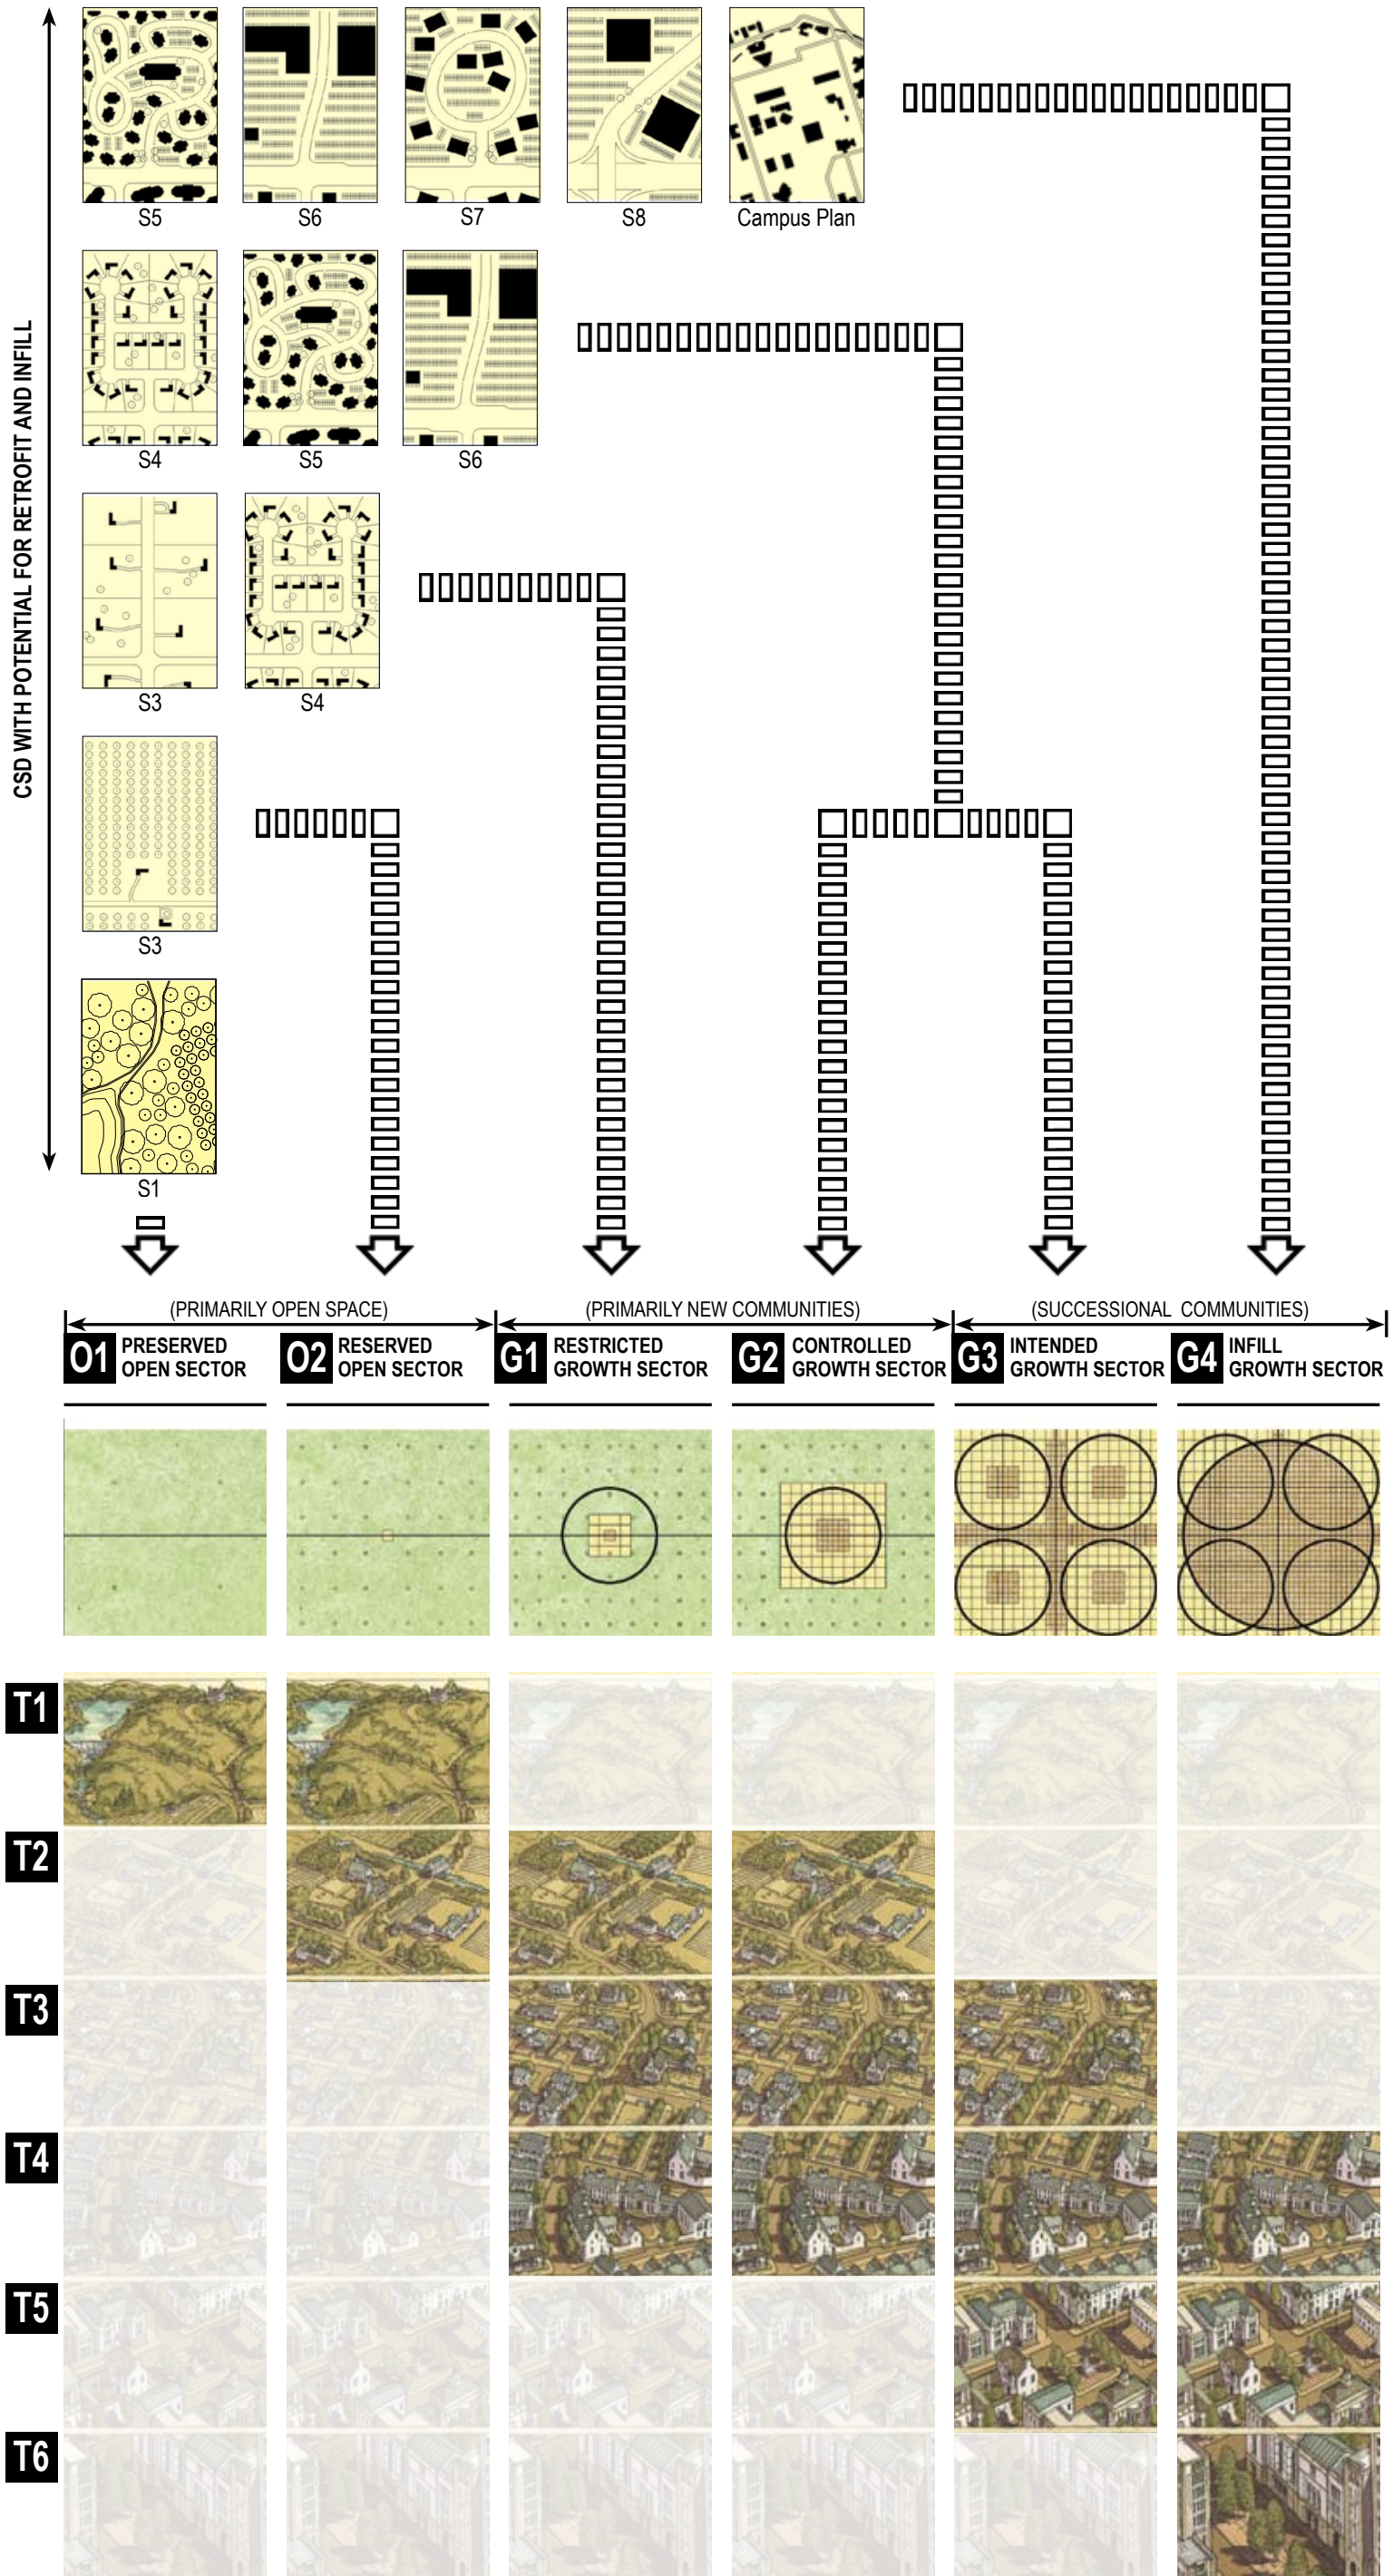 CSD WITH POTENTIAL FOR RETROFIT AND INFILL
S5
S6
S7
S8
Campus Plan
S4
S5
S6
S3
S4
S3
S1
(PRIMARILY OPEN SPACE)
(PRIMARILY NEW COMMUNITIES)
(SUCCESSIONAL COMMUNITIES)
O1 PRESERVED
OPEN SECTOR
O2 RESERVED
OPEN SECTOR
G1 RESTRICTED
GROWTH SECTOR
G2 CONTROLLED
GROWTH SECTOR
G3 INTENDED
GROWTH SECTOR
G4 INFILL
GROWTH SECTOR
T1
T2
T3
T4
T5
T6